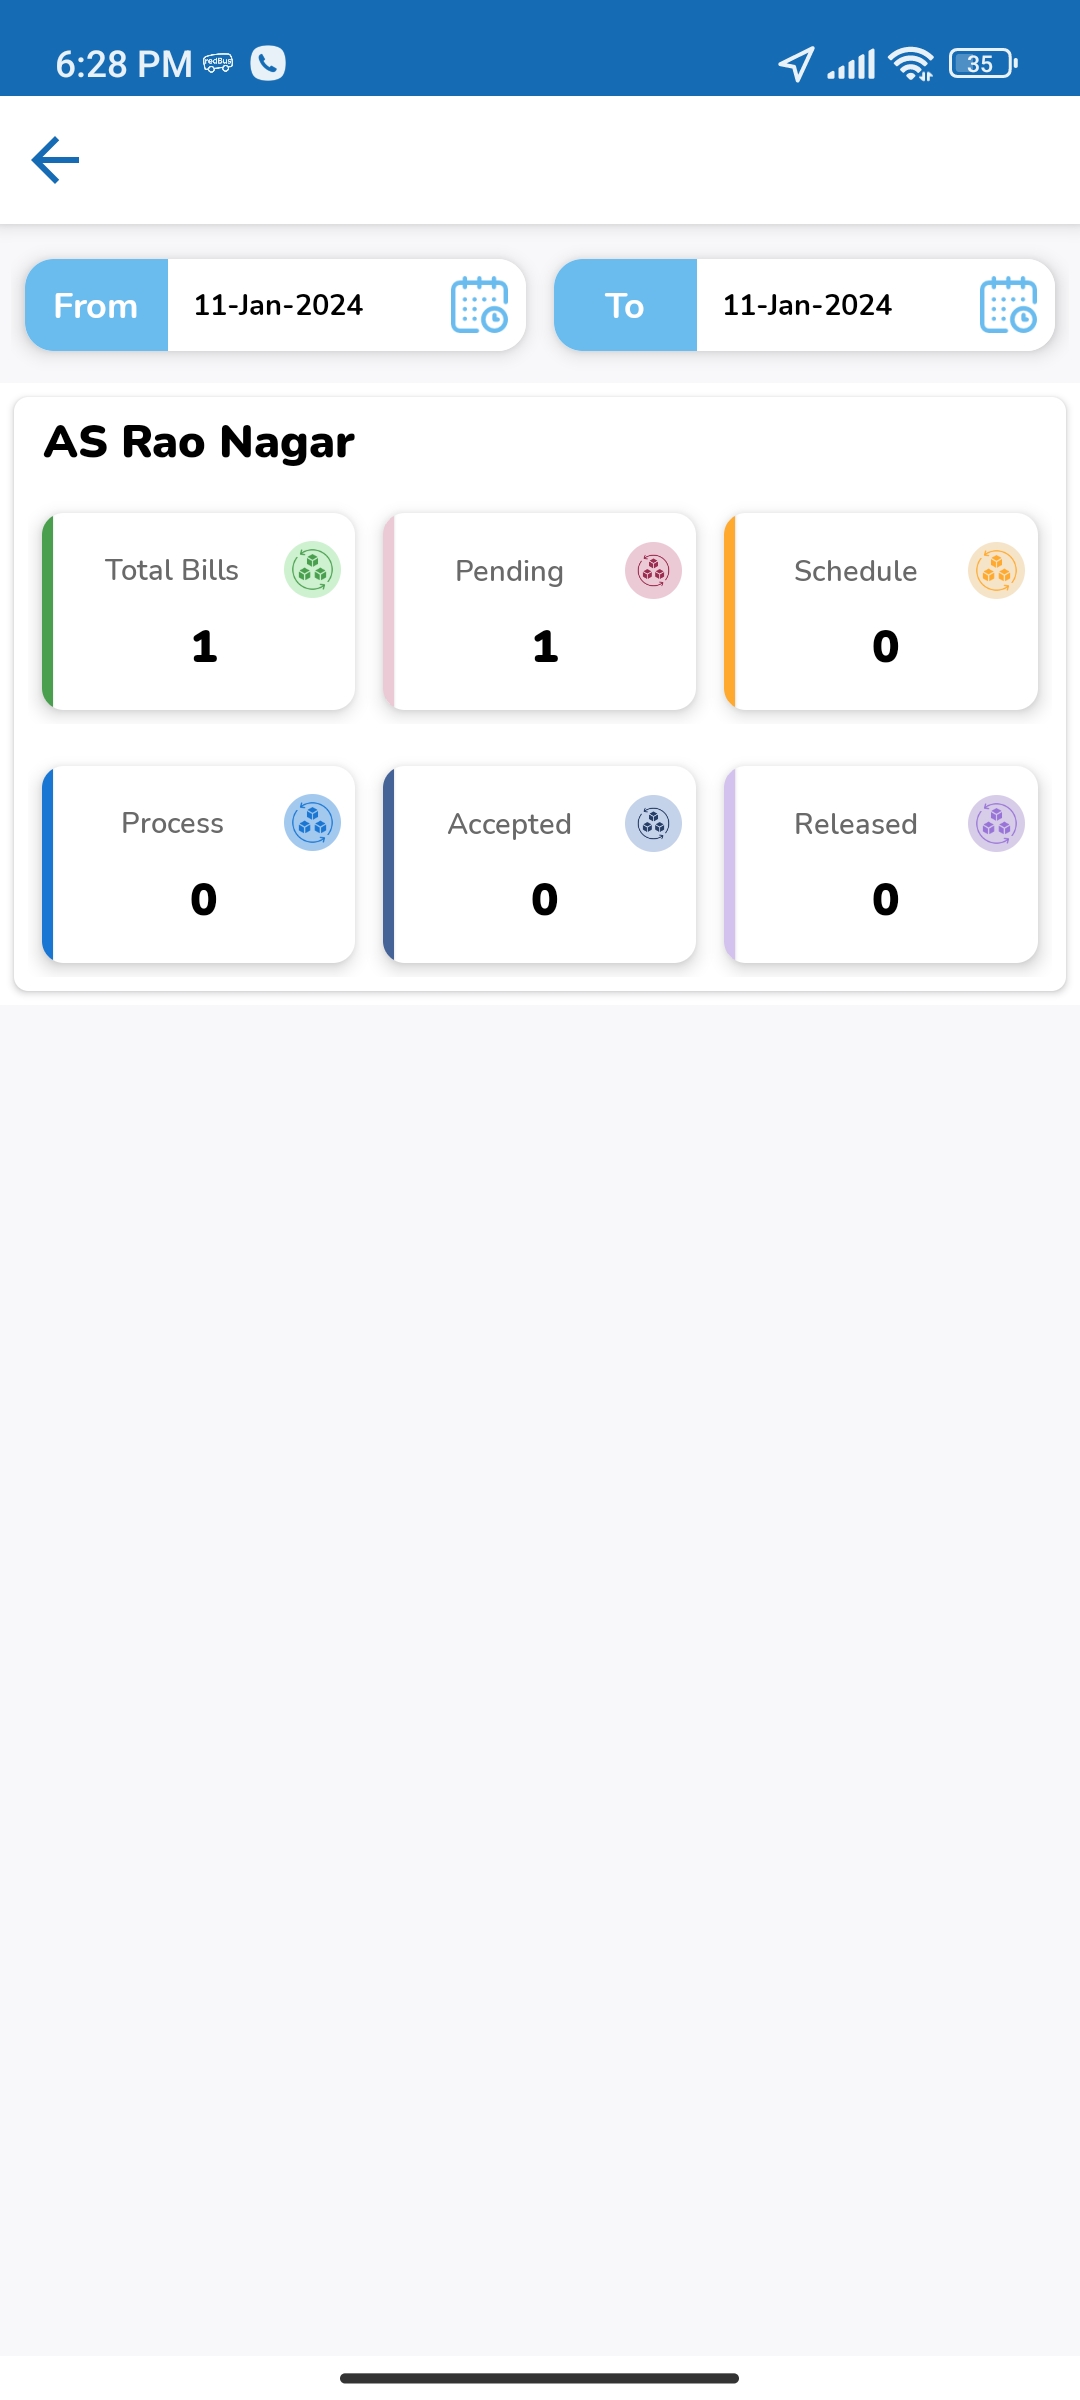 6:28 PM redBus 35
From 11-Jan-2024 To 11-Jan-2024
AS Rao Nagar
Total Bills Pending Schedule
1 1 0
Process Accepted Released
0 0 0